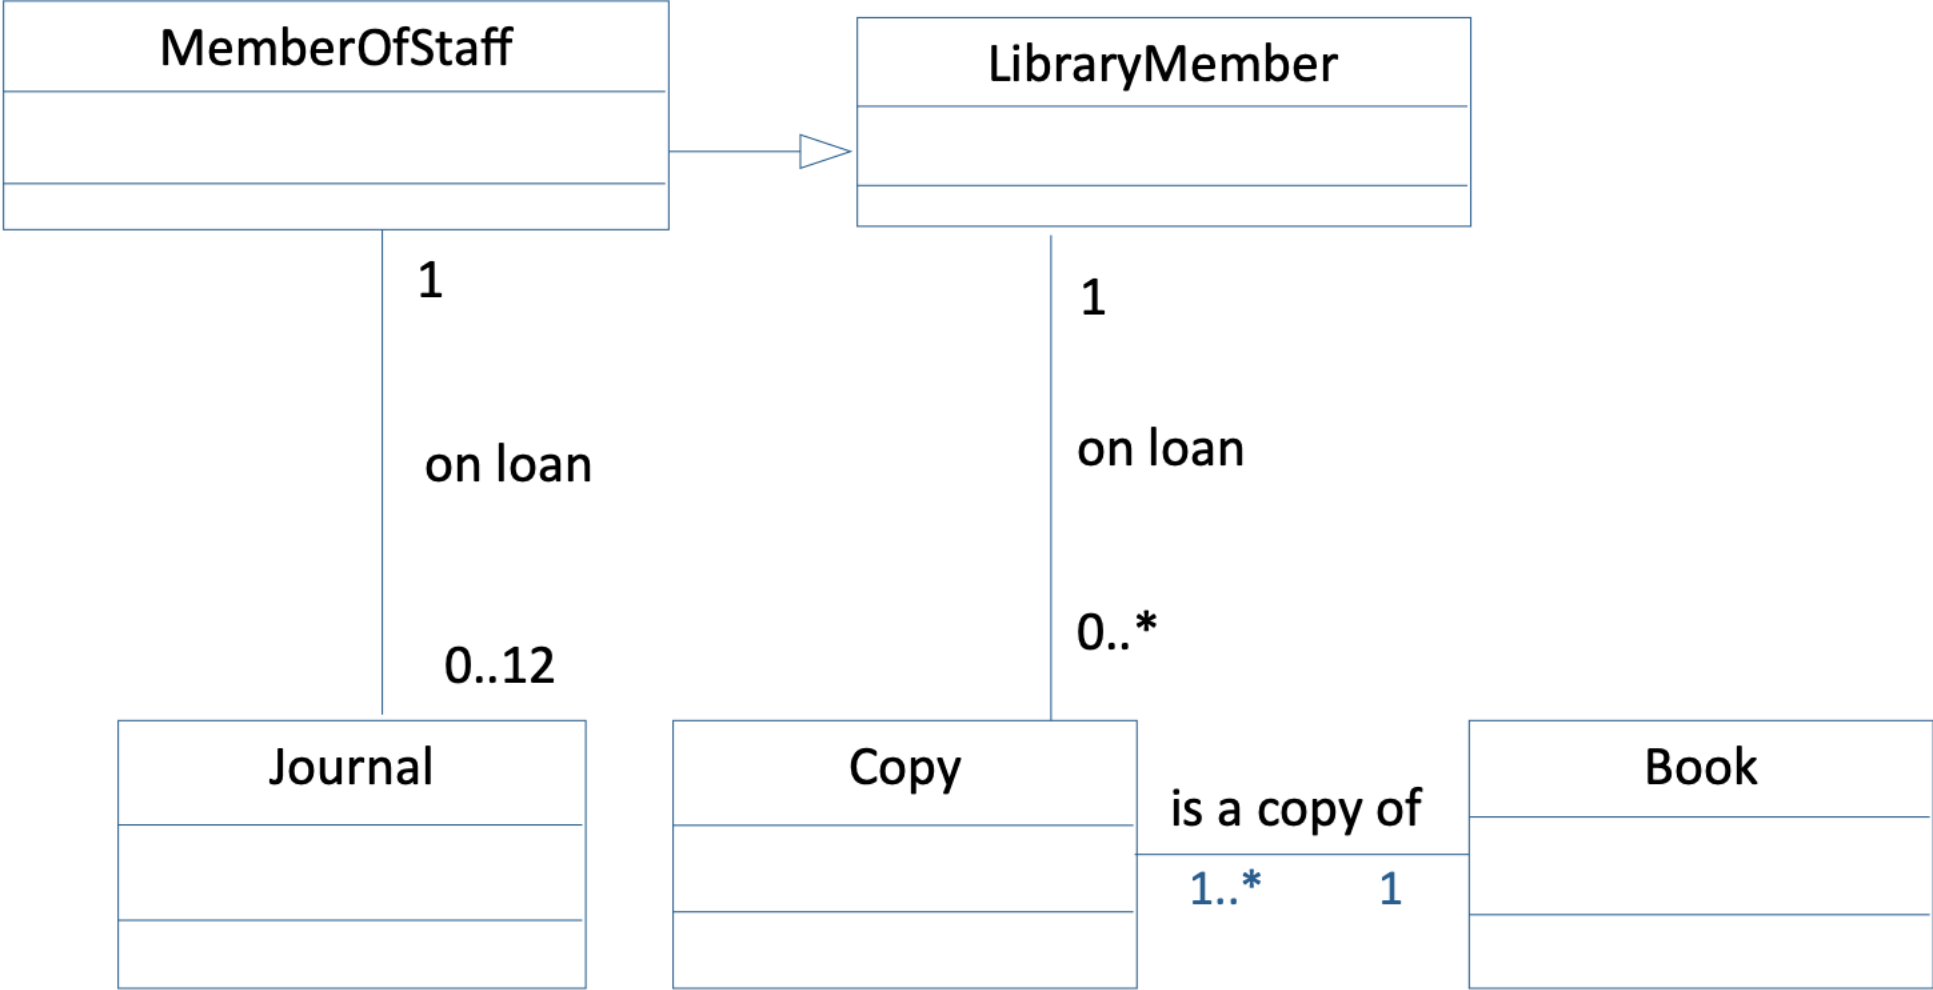 MemberOfStaff
LibraryMember
1
1
on loan
on loan
0..12
0..*
Journal
Copy
is a copy of
1..*
1
Book